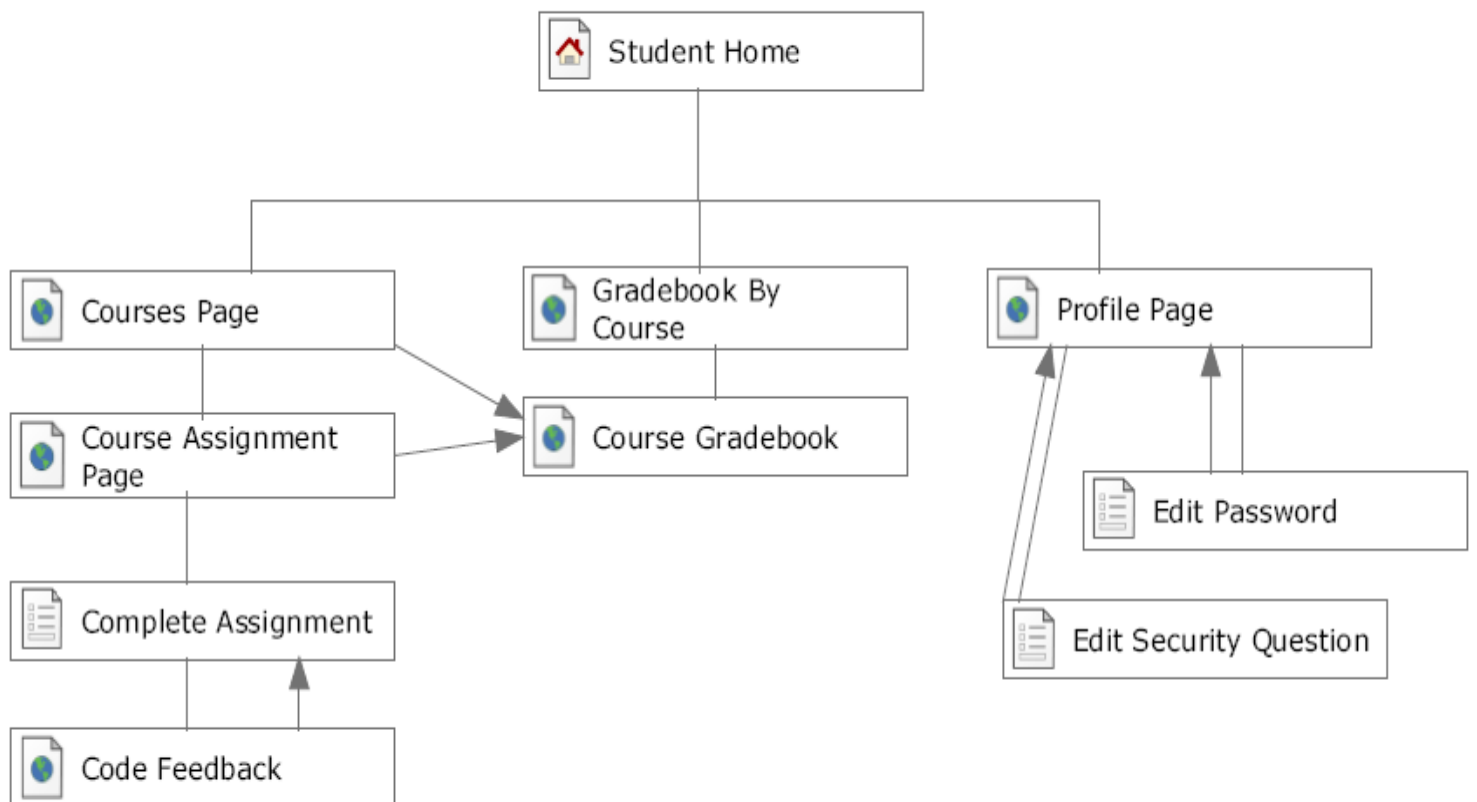 Student Home
Courses Page
Gradebook By
Course
Profile Page
Course Assignment
Page
Course Gradebook
Edit Password
Complete Assignment
Edit Security Question
Code Feedback